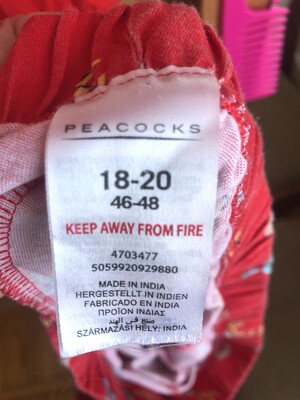 PEACOCKS
18-20
46-48
KEEP AWAY FROM FIRE
4703477
5059920929880
MADE IN INDIA
HERGESTELLT IN INDIEN
FABRICADO EN INDIA
ΠΡΟΪΟΝ ΙΝΔΙΑΣ
صنع في الهند
SZÁRMAZÁSI HELY: INDIA